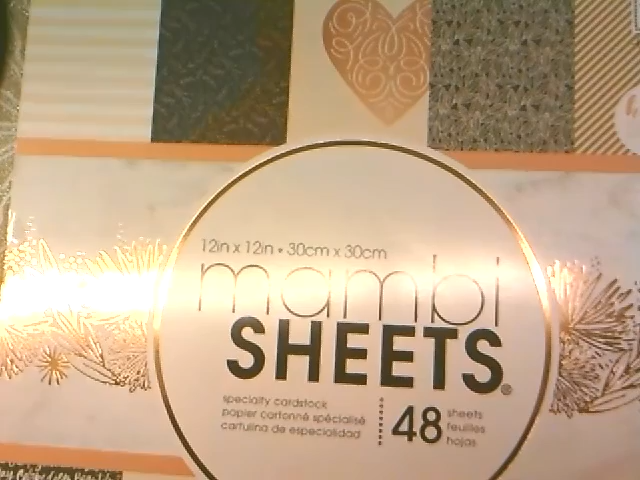 12in x 12in • 30cm x 30cm
mambi
SHEETS®
specialty cardstock
papier cartonné spécialisé
cartulina de especialidad
48
sheets
feuilles
hojas